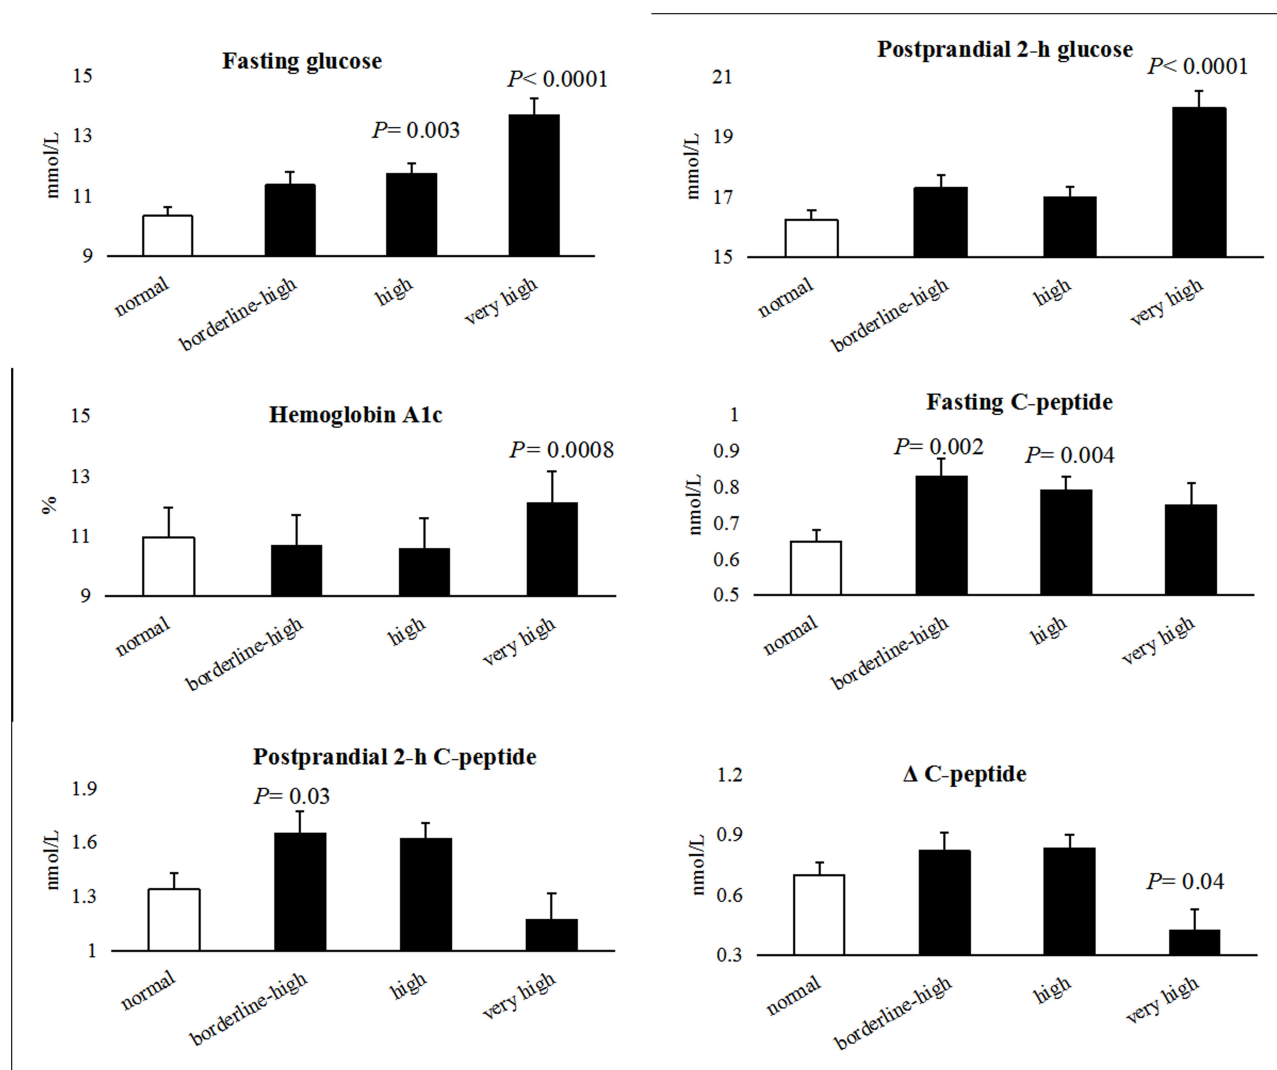 Fasting glucose
15
13
11
9
mmol/L
P= 0.003
P< 0.0001
normal
borderline-high
high
very high
Postprandial 2-h glucose
21
19
17
15
mmol/L
P< 0.0001
normal
borderline-high
high
very high
Hemoglobin A1c
15
13
11
9
%
P= 0.0008
normal
borderline-high
high
very high
Fasting C-peptide
1
0.9
0.8
0.7
0.6
0.5
nmol/L
P= 0.002
P= 0.004
normal
borderline-high
high
very high
Postprandial 2-h C-peptide
1.9
1.6
1.3
1
nmol/L
P= 0.03
normal
borderline-high
high
very high
Δ C-peptide
1.2
0.9
0.6
0.3
nmol/L
P= 0.04
normal
borderline-high
high
very high